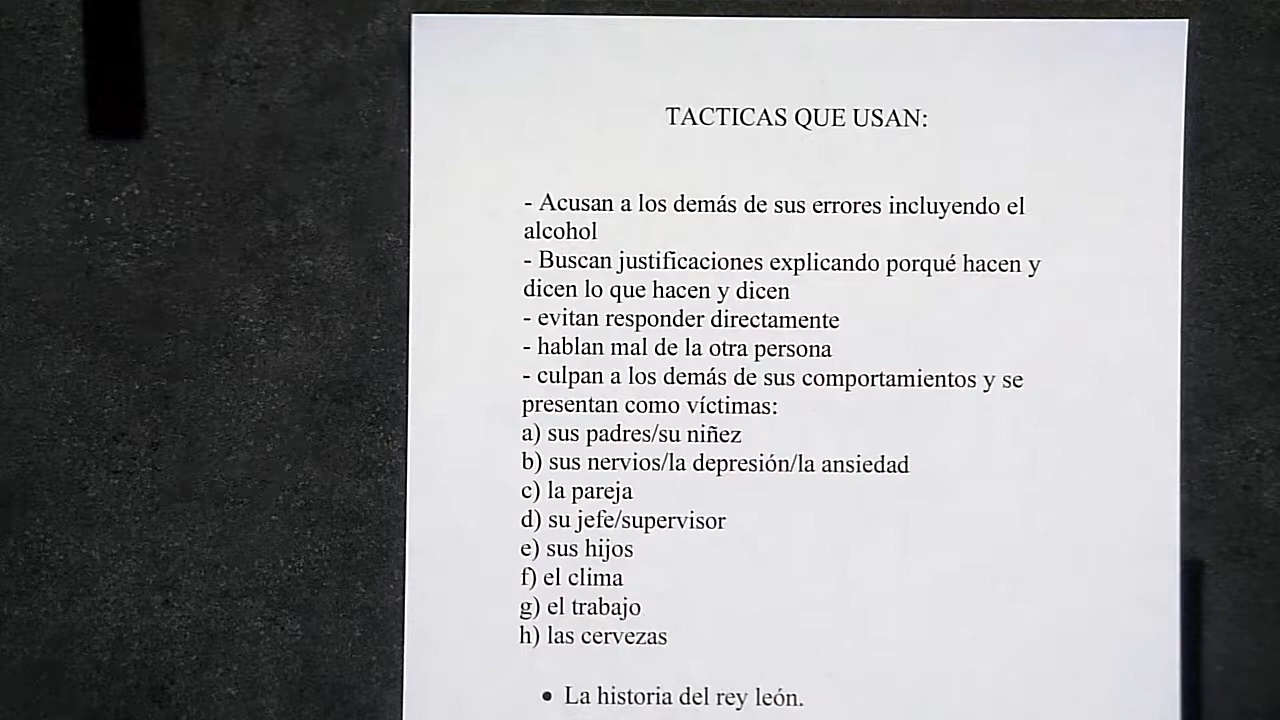 TACTICAS QUE USAN:
- Acusan a los demás de sus errores incluyendo el
alcohol
- Buscan justificaciones explicando porqué hacen y
dicen lo que hacen y dicen
- evitan responder directamente
- hablan mal de la otra persona
- culpan a los demás de sus comportamientos y se
presentan como víctimas:
a) sus padres/su niñez
b) sus nervios/la depresión/la ansiedad
c) la pareja
d) su jefe/supervisor
e) sus hijos
f) el clima
g) el trabajo
h) las cervezas
• La historia del rey león.